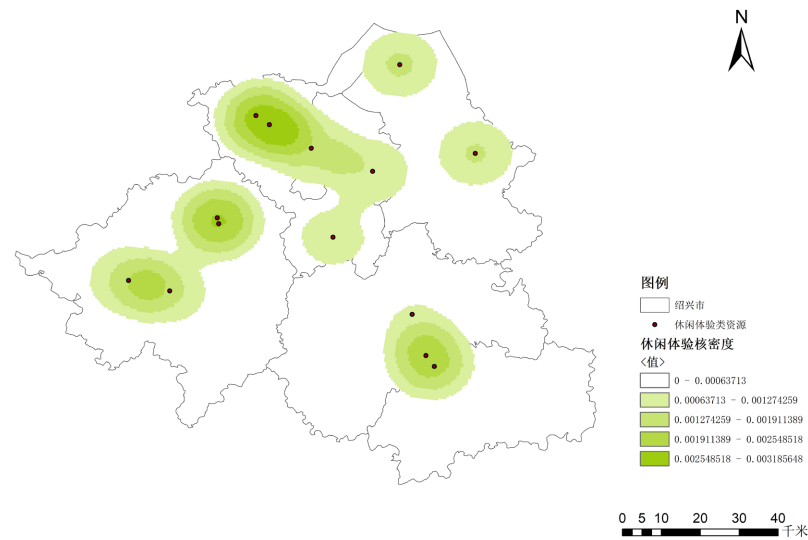 N
图例
绍兴市
休闲体验类资源
休闲体验核密度
<值>
0 - 0.00063713
0.00063713 - 0.001274259
0.001274259 - 0.001911389
0.001911389 - 0.002548518
0.002548518 - 0.003185648
0 5 10 20 30 40
千米